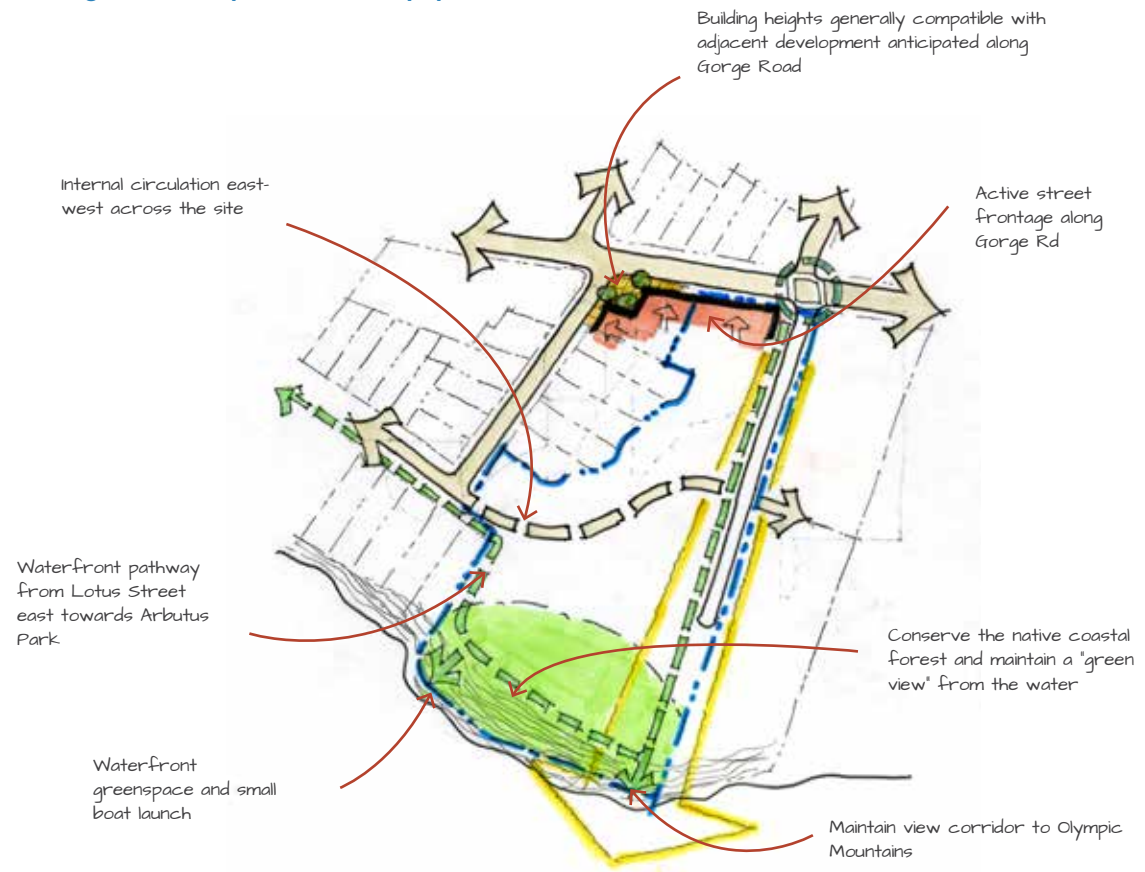 Building heights generally compatible with
adjacent development anticipated along
Gorge Road
Internal circulation east-
west across the site
Active street
frontage along
Gorge Rd
Waterfront pathway
from Lotus Street
east towards Arbutus
Park
Conserve the native coastal
forest and maintain a "green
view" from the water
Waterfront
greenspace and small
boat launch
Maintain view corridor to Olympic
Mountains